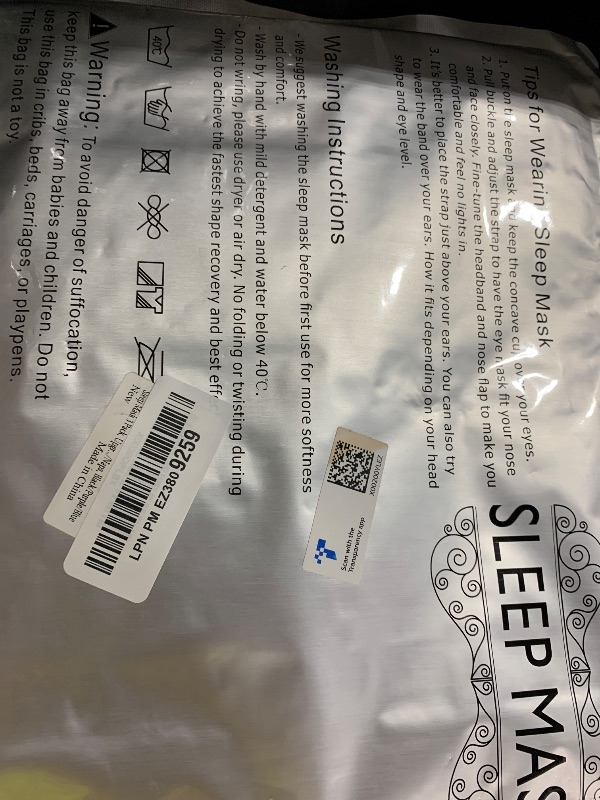 Tips for Wearin Sleep Mask
1. Put on the sleep mask and keep the concave cu over your eyes.
2. Pull buckle and adjust the strap to have the eye mask fit your nose
and face closely. Fine-tune the headband and nose flap to make you
comfortable and feel no lights in.
3. It's better to place the strap just above your ears. You can also try
to wear the band over your ears. How it fits depending on your head
shape and eye level.
Washing Instructions
- We suggest washing the sleep mask before first use for more softness
and comfort.
- Wash by hand with mild detergent and water below 40℃.
- Do not wring, please use dryer or air dry. No folding or twisting during
drying to achieve the fastest shape recovery and best eff
40℃
Warning: To avoid danger of suffocation,
keep this bag away from babies and children. Do not
use this bag in cribs, beds, carriages, or playpens.
This bag is not a toy.
SLEEP MAS
Scan with the
Transparency app
LPN PM EZ3809259
New
Made in China